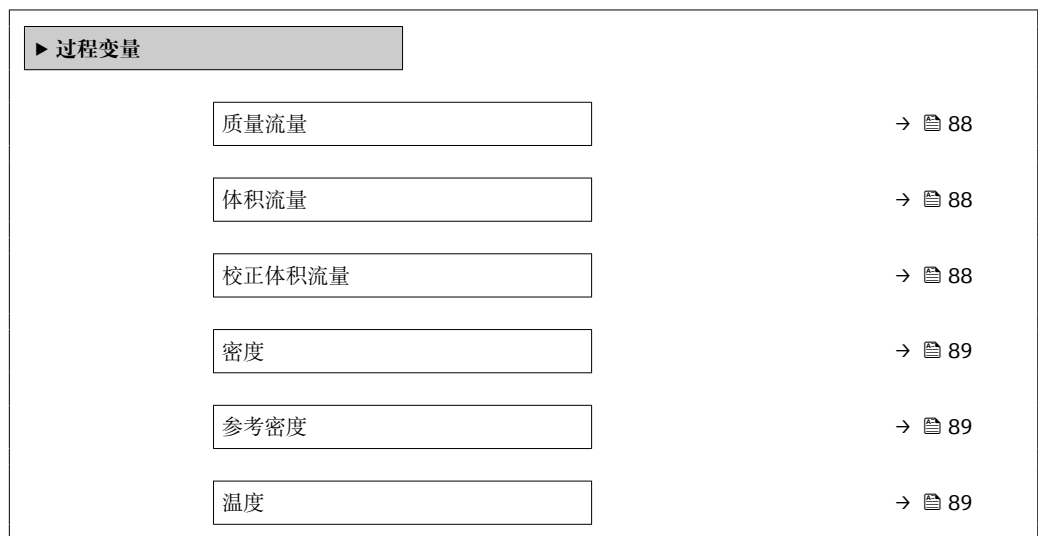 ▶ 过程变量
质量流量 → 🖹 88
体积流量 → 🖹 88
校正体积流量 → 🖹 88
密度 → 🖹 89
参考密度 → 🖹 89
温度 → 🖹 89